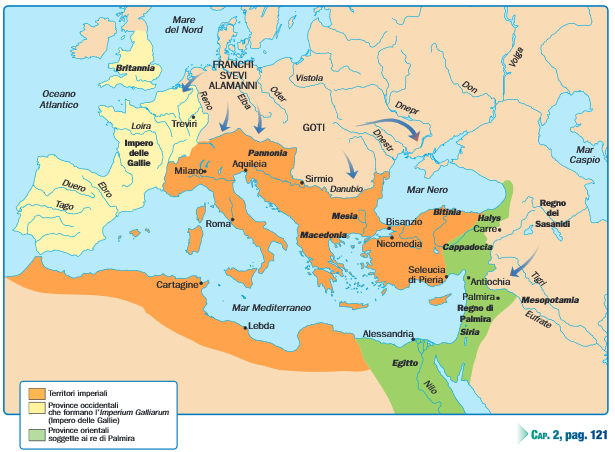 Mare
del Nord
Oceano
Atlantico
Britannia
FRANCHI
SVEVI
ALAMANNI
Vistola
Volga
Don
Reno
Elba
Oder
Dnepr
Treviri
Loira
Impero
delle
Gallie
GOTI
Dnestr
Mar
Caspio
Pannonia
Milano
Aquileia
Sirmio
Danubio
Mar Nero
Duero
Ebro
Tago
Roma
Mesia
Macedonia
Bisanzio
Nicomedia
Bitinia
Halys
Carre
Regno
dei
Sasanidi
Cappadocia
Seleucia
di Pieria
Antiochia
Tigri
Cartagine
Palmira
Mesopotamia
Regno di
Palmira
Eufrate
Mar Mediterraneo
Lebda
Siria
Alessandria
Egitto
Nilo
Territori imperiali
Province occidentali
che formano l'Imperium Galliarum
(Impero delle Gallie)
Province orientali
soggette ai re di Palmira
CAP. 2, pag. 121